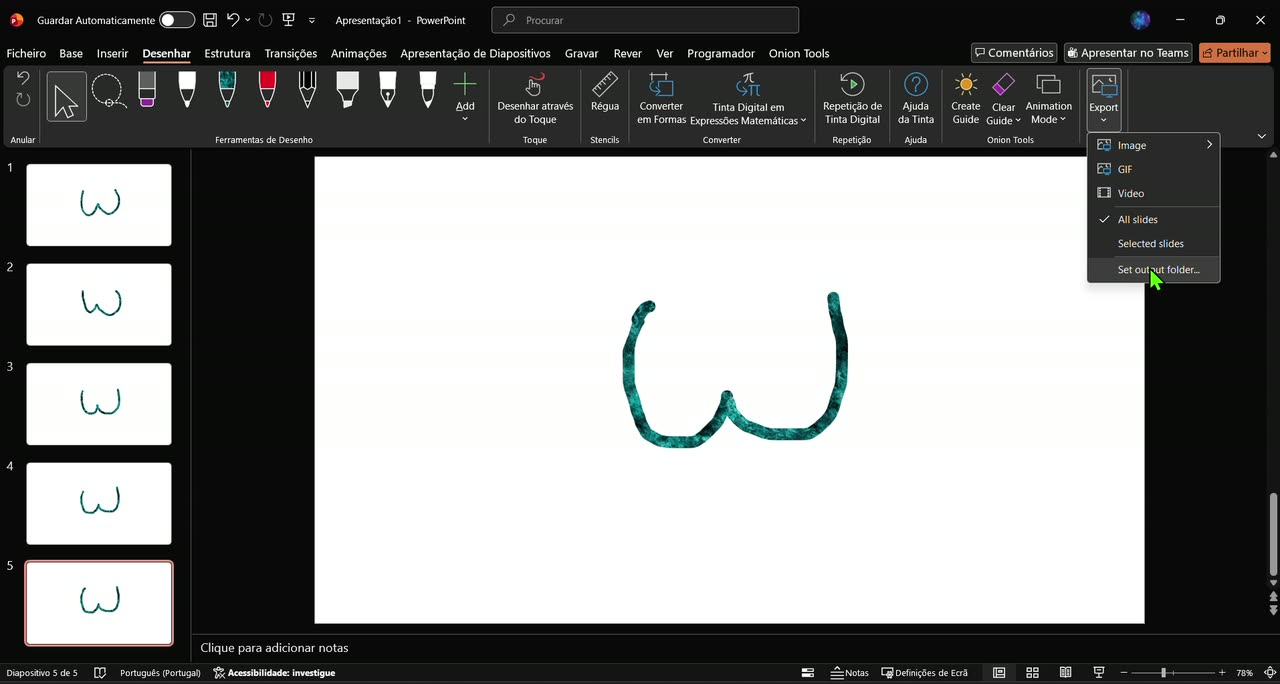 Guardar Automaticamente
Apresentação1 - PowerPoint
Procurar
Ficheiro Base Inserir Desenhar Estrutura Transições Animações Apresentação de Diapositivos Gravar Rever Ver Programador Onion Tools
Comentários Apresentar no Teams Partilhar
Add
Desenhar através do Toque
Régua
Converter em Formas
Tinta Digital em Expressões Matemáticas
Repetição de Tinta Digital
Ajuda da Tinta
Create Guide
Clear Guide
Animation Mode
Export
Anular Ferramentas de Desenho Toque Stencils Converter Repetição Ajuda Onion Tools
Image
GIF
Video
All slides
Selected slides
Set output folder...
1
2
3
4
5
Clique para adicionar notas
Diapositivo 5 de 5 Português (Portugal) Acessibilidade: investigue Notas Definições de Ecrã 78%